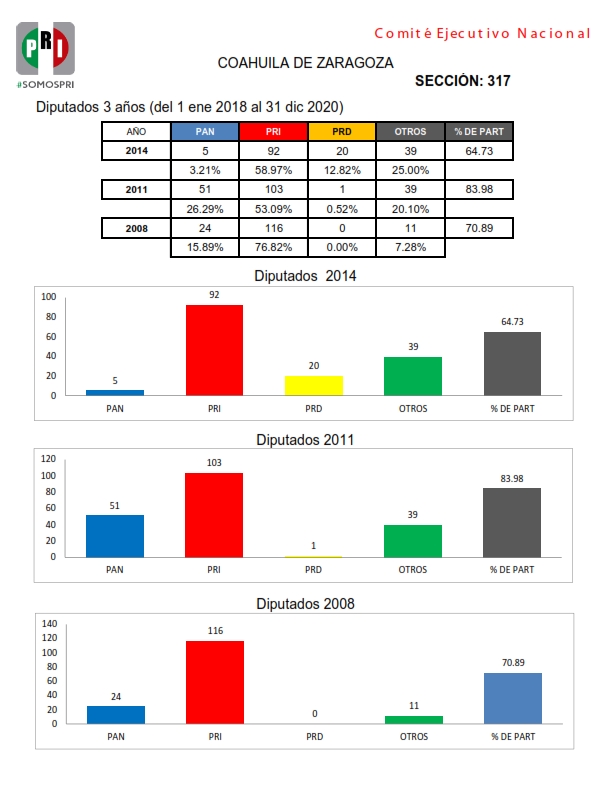 Comité Ejecutivo Nacional
PRI
#SOMOSPRI
COAHUILA DE ZARAGOZA
SECCIÓN: 317
Diputados 3 años (del 1 ene 2018 al 31 dic 2020)
AÑO PAN PRI PRD OTROS % DE PART
2014 5 92 20 39 64.73
3.21% 58.97% 12.82% 25.00%
2011 51 103 1 39 83.98
26.29% 53.09% 0.52% 20.10%
2008 24 116 0 11 70.89
15.89% 76.82% 0.00% 7.28%
Diputados 2014
100
80
60
40
20
0
5 92 20 39 64.73
PAN PRI PRD OTROS % DE PART
Diputados 2011
120
100
80
60
40
20
0
51 103 1 39 83.98
PAN PRI PRD OTROS % DE PART
Diputados 2008
140
120
100
80
60
40
20
0
24 116 0 11 70.89
PAN PRI PRD OTROS % DE PART